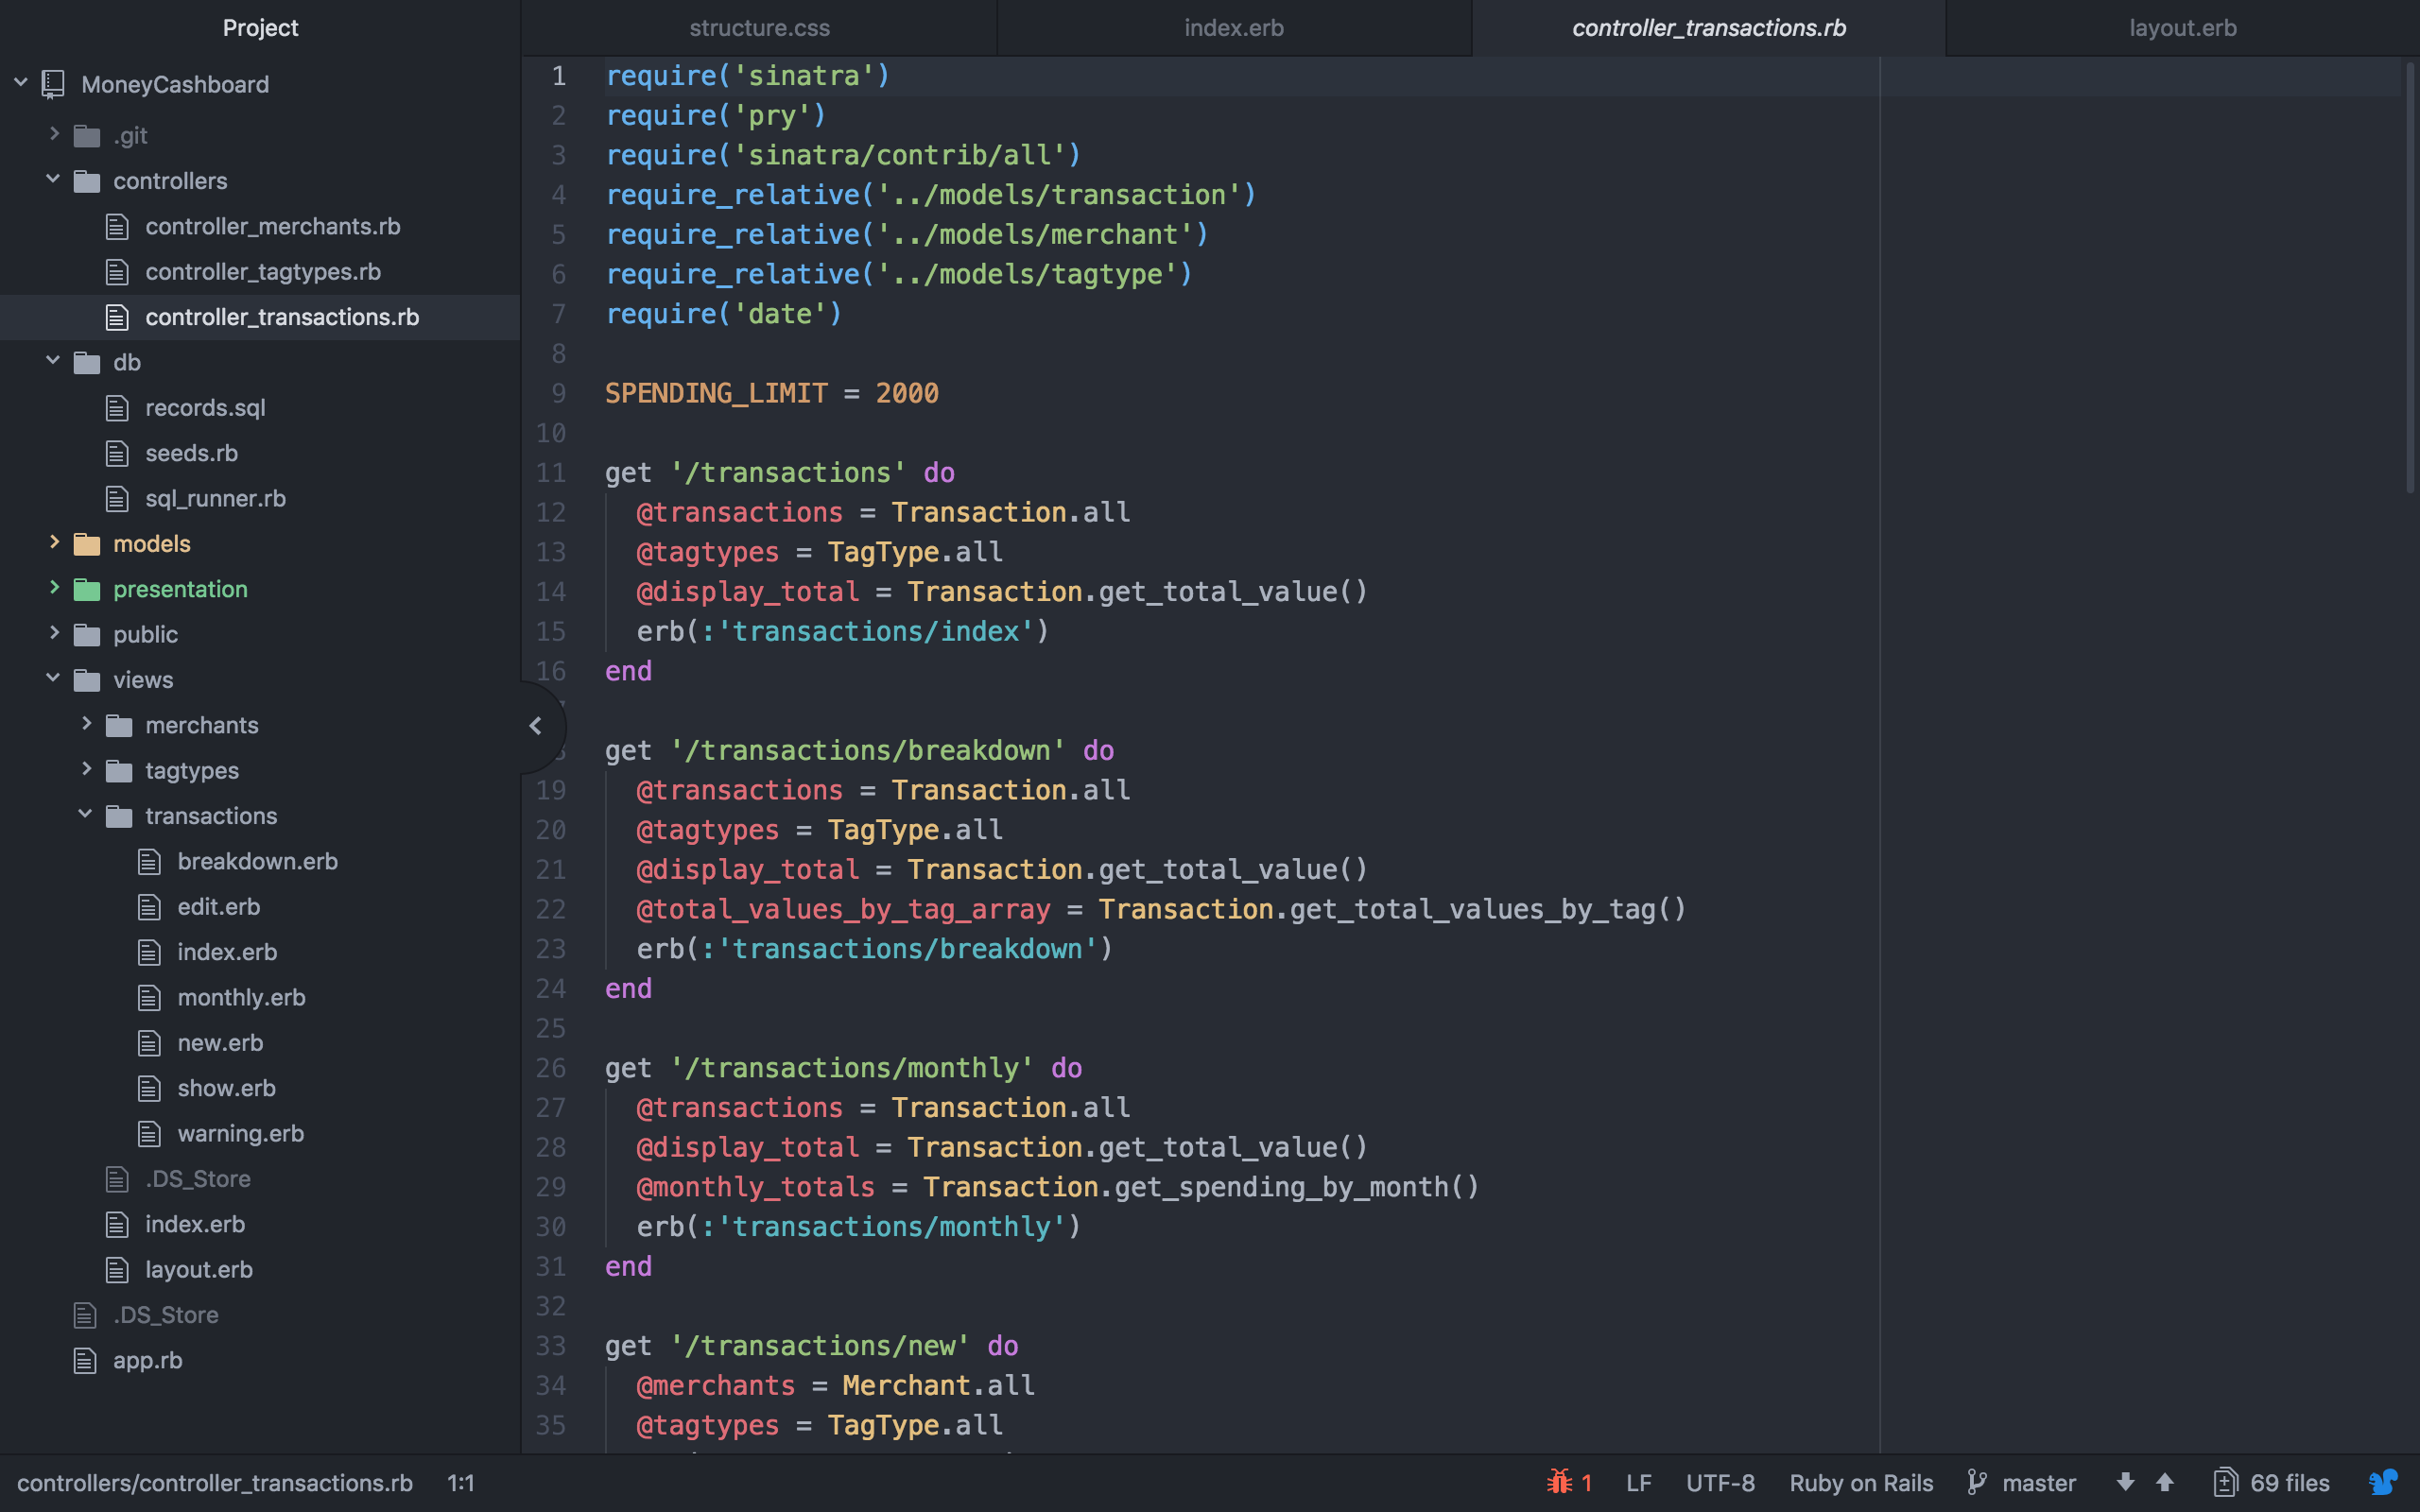 Project
MoneyCashboard
.git
controllers
controller_merchants.rb
controller_tagtypes.rb
controller_transactions.rb
db
records.sql
seeds.rb
sql_runner.rb
models
presentation
public
views
merchants
tagtypes
transactions
breakdown.erb
edit.erb
index.erb
monthly.erb
new.erb
show.erb
warning.erb
.DS_Store
index.erb
layout.erb
.DS_Store
app.rb
structure.css index.erb controller_transactions.rb layout.erb
1 require('sinatra')
2 require('pry')
3 require('sinatra/contrib/all')
4 require_relative('../models/transaction')
5 require_relative('../models/merchant')
6 require_relative('../models/tagtype')
7 require('date')
8
9 SPENDING_LIMIT = 2000
10
11 get '/transactions' do
12 @transactions = Transaction.all
13 @tagtypes = TagType.all
14 @display_total = Transaction.get_total_value()
15 erb(:'transactions/index')
16 end
get '/transactions/breakdown' do
19 @transactions = Transaction.all
20 @tagtypes = TagType.all
21 @display_total = Transaction.get_total_value()
22 @total_values_by_tag_array = Transaction.get_total_values_by_tag()
23 erb(:'transactions/breakdown')
24 end
25
26 get '/transactions/monthly' do
27 @transactions = Transaction.all
28 @display_total = Transaction.get_total_value()
29 @monthly_totals = Transaction.get_spending_by_month()
30 erb(:'transactions/monthly')
31 end
32
33 get '/transactions/new' do
34 @merchants = Merchant.all
35 @tagtypes = TagType.all
controllers/controller_transactions.rb 1:1 1 LF UTF-8 Ruby on Rails master 69 files